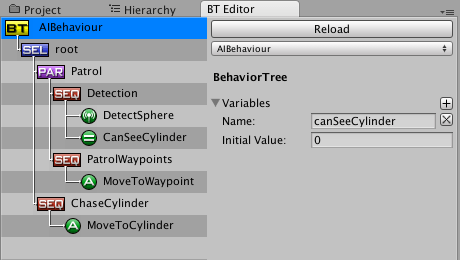 Project
Hierarchy
BT Editor
BT AIBehaviour
SEL root
PAR Patrol
SEQ Detection
DetectSphere
CanSeeCylinder
SEQ PatrolWaypoints
A MoveToWaypoint
SEQ ChaseCylinder
A MoveToCylinder
Reload
AIBehaviour
BehaviorTree
Variables
Name: canSeeCylinder
Initial Value: 0